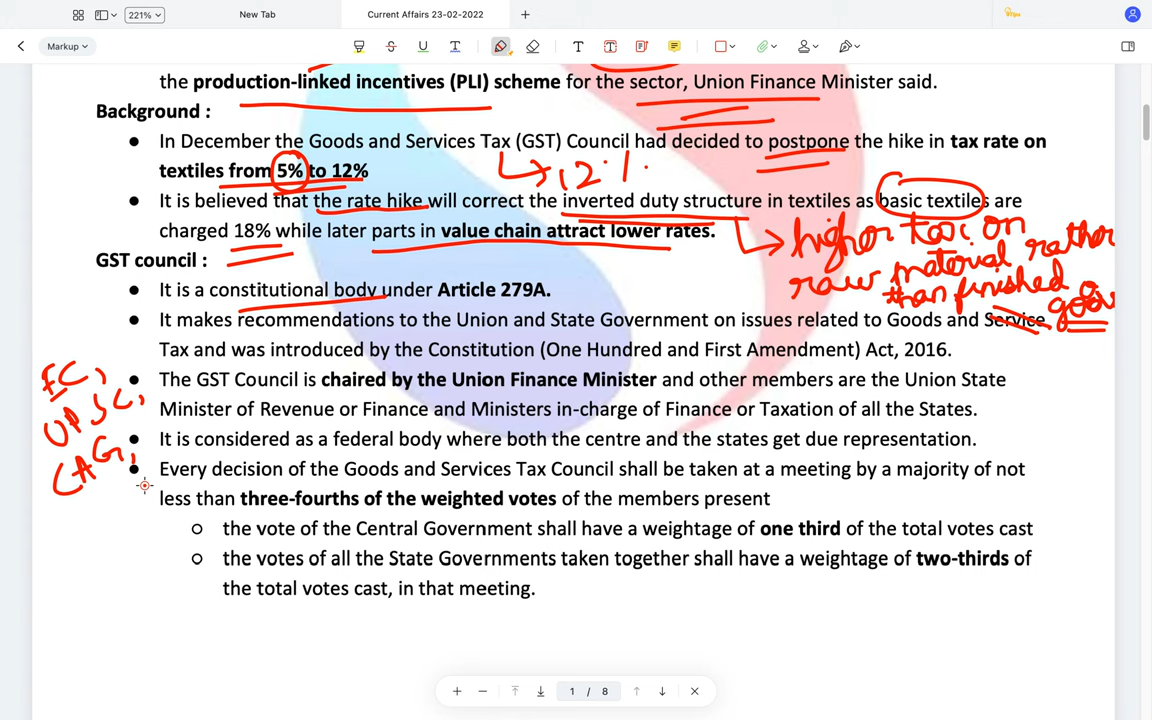 221%
New Tab
Current Affairs 23-02-2022
Markup
the production-linked incentives (PLI) scheme for the sector, Union Finance Minister said.
Background :
In December the Goods and Services Tax (GST) Council had decided to postpone the hike in tax rate on
textiles from 5% to 12%
12%.
It is believed that the rate hike will correct the inverted duty structure in textiles as basic textiles are
charged 18% while later parts in value chain attract lower rates.
higher tax on
raw material rather
than finished
goods
GST council :
It is a constitutional body under Article 279A.
It makes recommendations to the Union and State Government on issues related to Goods and Service
Tax and was introduced by the Constitution (One Hundred and First Amendment) Act, 2016.
FC,
UPSC,
CAG,
The GST Council is chaired by the Union Finance Minister and other members are the Union State
Minister of Revenue or Finance and Ministers in-charge of Finance or Taxation of all the States.
It is considered as a federal body where both the centre and the states get due representation.
Every decision of the Goods and Services Tax Council shall be taken at a meeting by a majority of not
less than three-fourths of the weighted votes of the members present
the vote of the Central Government shall have a weightage of one third of the total votes cast
the votes of all the State Governments taken together shall have a weightage of two-thirds of
the total votes cast, in that meeting.
1 / 8